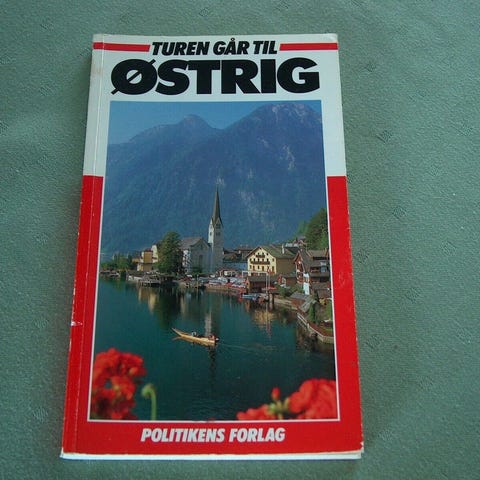 TUREN GÅR TIL
ØSTRIG
POLITIKENS FORLAG